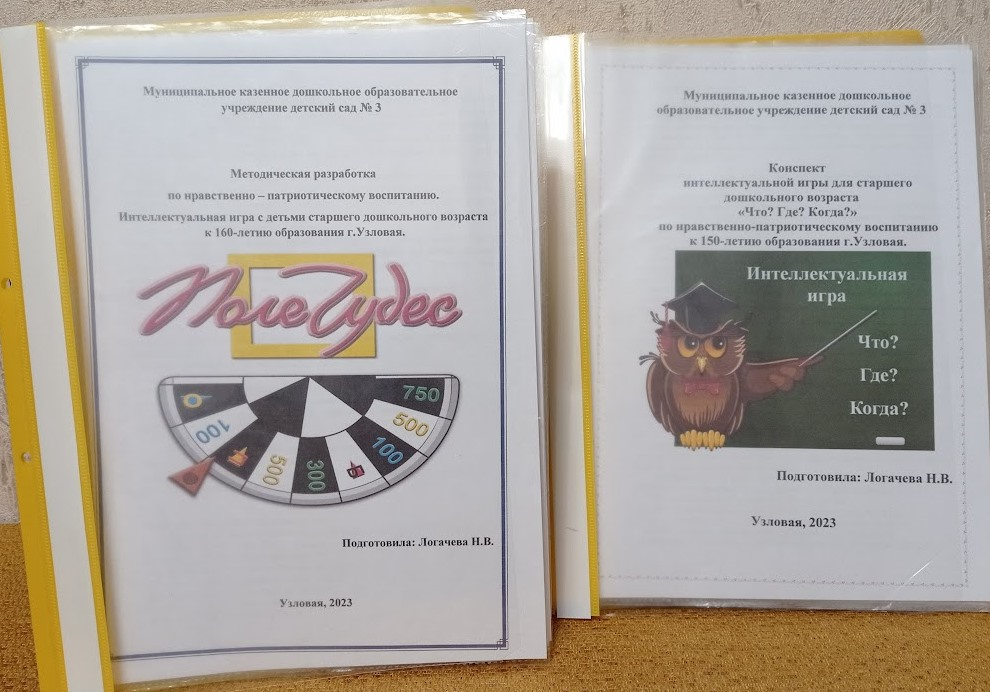 Муниципальное казенное дошкольное образовательное
учреждение детский сад № 3
Методическая разработка
по нравственно – патриотическому воспитанию.
Интеллектуальная игра с детьми старшего дошкольного возраста
к 160-летию образования г.Узловая.
Поле Чудес
750
500
100
300
500
100
Подготовила: Логачева Н.В.
Узловая, 2023
Муниципальное казенное дошкольное
образовательное учреждение детский сад № 3
Конспект
интеллектуальной игры для старшего
дошкольного возраста
«Что? Где? Когда?»
по нравственно-патриотическому воспитанию
к 150-летию образования г.Узловая.
Интеллектуальная
игра
Что?
Где?
Когда?
Подготовила: Логачева Н.В.
Узловая, 2023